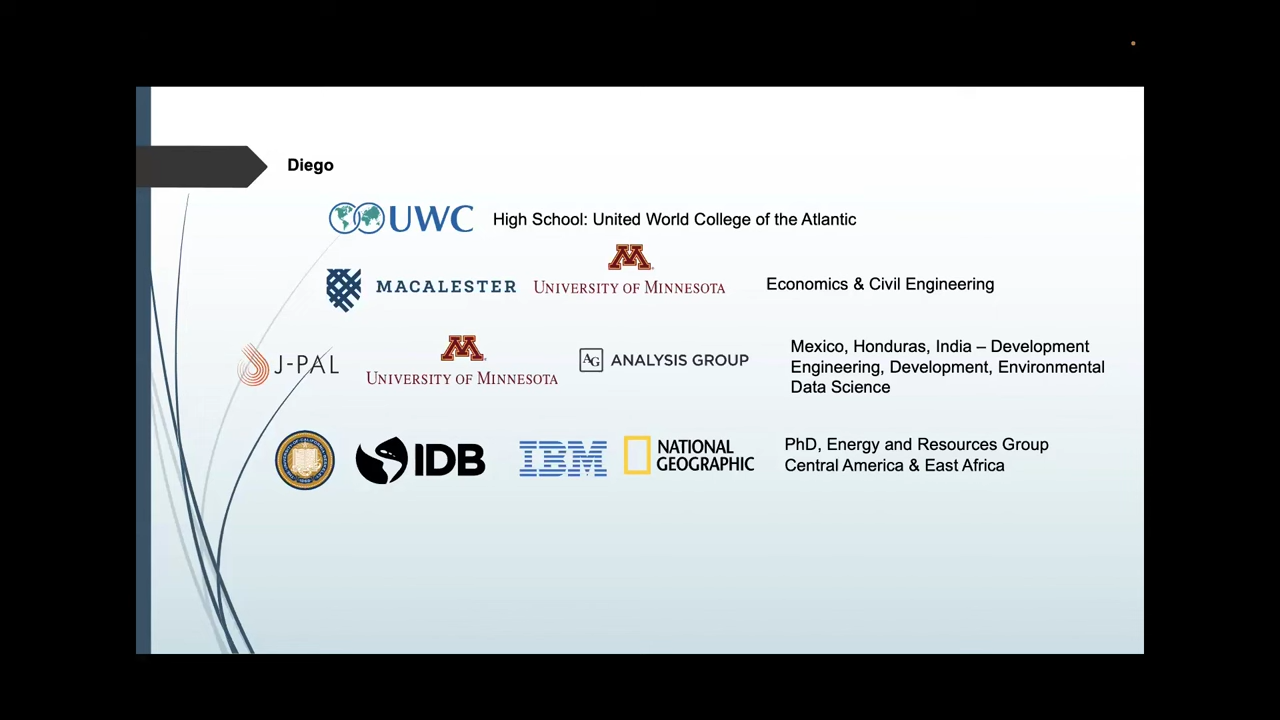 Diego
UWC High School: United World College of the Atlantic
M
MACALESTER UNIVERSITY OF MINNESOTA Economics & Civil Engineering
M
J-PAL UNIVERSITY OF MINNESOTA AG ANALYSIS GROUP
Mexico, Honduras, India – Development
Engineering, Development, Environmental
Data Science
IDB IBM NATIONAL
GEOGRAPHIC
PhD, Energy and Resources Group
Central America & East Africa